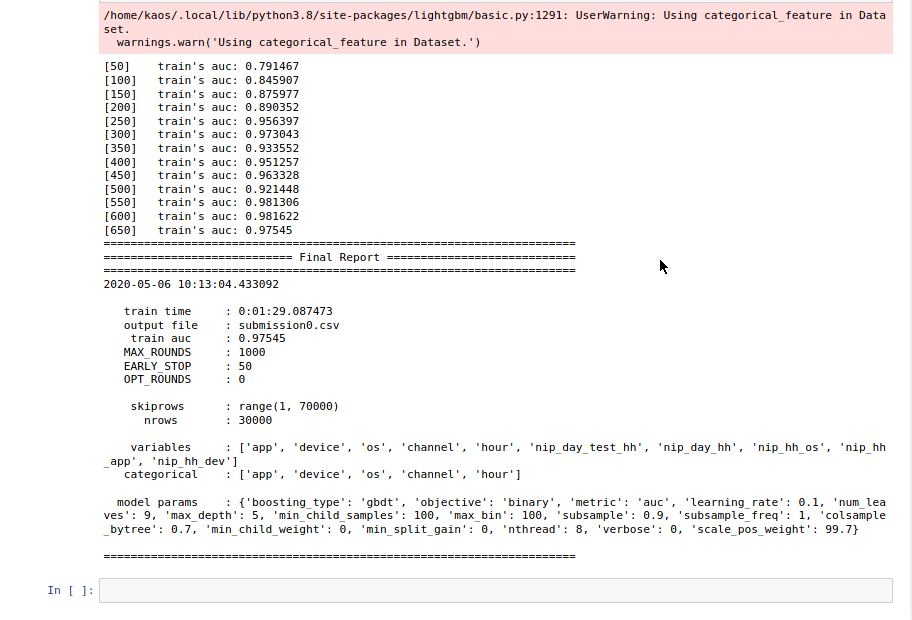 /home/kaos/.local/lib/python3.8/site-packages/lightgbm/basic.py:1291: UserWarning: Using categorical_feature in Data
set.
  warnings.warn('Using categorical_feature in Dataset.')
[50]    train's auc: 0.791467
[100]   train's auc: 0.845907
[150]   train's auc: 0.875977
[200]   train's auc: 0.890352
[250]   train's auc: 0.956397
[300]   train's auc: 0.973043
[350]   train's auc: 0.933552
[400]   train's auc: 0.951257
[450]   train's auc: 0.963328
[500]   train's auc: 0.921448
[550]   train's auc: 0.981306
[600]   train's auc: 0.981622
[650]   train's auc: 0.97545
======================================================================
============================ Final Report ============================
======================================================================
2020-05-06 10:13:04.433092
   train time     : 0:01:29.087473
   output file    : submission0.csv
    train auc     : 0.97545
   MAX_ROUNDS     : 1000
   EARLY_STOP     : 50
   OPT_ROUNDS     : 0
    skiprows      : range(1, 70000)
      nrows       : 30000
    variables     : ['app', 'device', 'os', 'channel', 'hour', 'nip_day_test_hh', 'nip_day_hh', 'nip_hh_os', 'nip_hh
_app', 'nip_hh_dev']
   categorical    : ['app', 'device', 'os', 'channel', 'hour']
  model params    : {'boosting_type': 'gbdt', 'objective': 'binary', 'metric': 'auc', 'learning_rate': 0.1, 'num_lea
ves': 9, 'max_depth': 5, 'min_child_samples': 100, 'max_bin': 100, 'subsample': 0.9, 'subsample_freq': 1, 'colsample
_bytree': 0.7, 'min_child_weight': 0, 'min_split_gain': 0, 'nthread': 8, 'verbose': 0, 'scale_pos_weight': 99.7}
======================================================================
In [ ]: